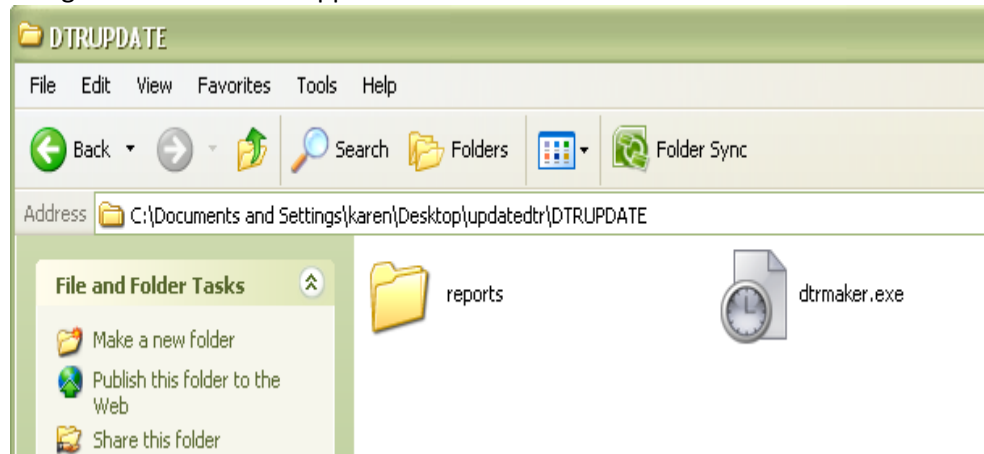 DTRUPDATE
File Edit View Favorites Tools Help
Back Search Folders Folder Sync
Address C:\Documents and Settings\karen\Desktop\updatedtr\DTRUPDATE
File and Folder Tasks
reports
dtrmaker.exe
Make a new folder
Publish this folder to the
Web
Share this folder